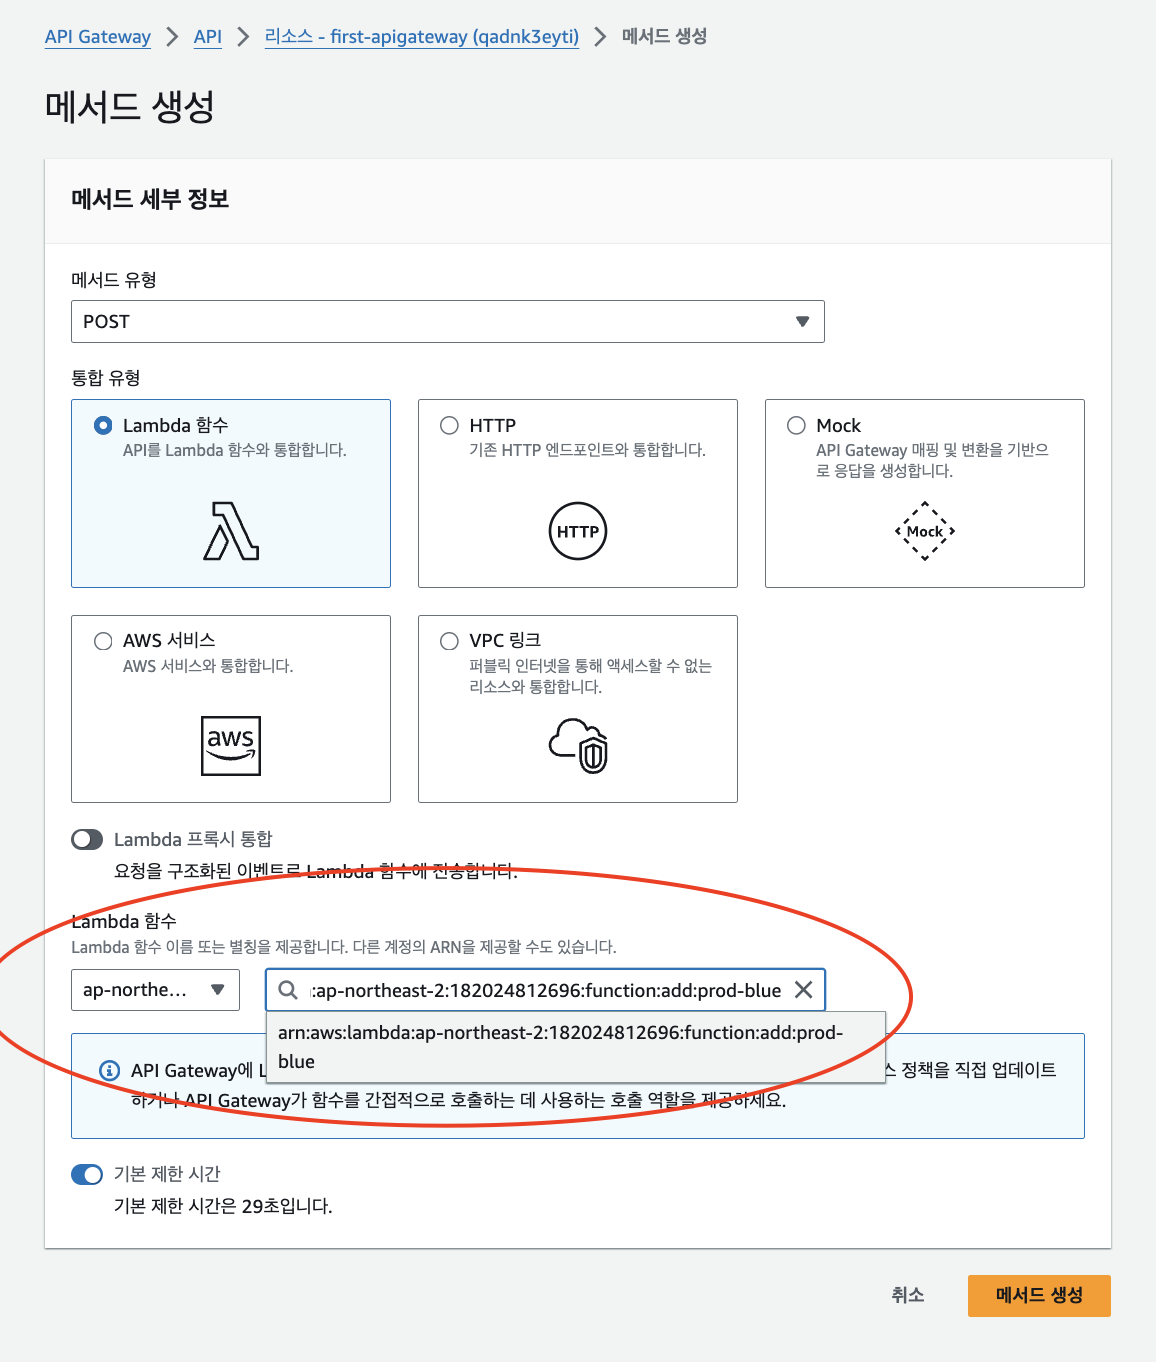 API Gateway > API > 리소스 - first-apigateway (qadnk3eyti) > 메서드 생성
메서드 생성
메서드 세부 정보
메서드 유형
POST
통합 유형
Lambda 함수
API를 Lambda 함수와 통합합니다.
HTTP
기존 HTTP 엔드포인트와 통합합니다.
HTTP
Mock
API Gateway 매핑 및 변환을 기반으
로 응답을 생성합니다.
Mock
AWS 서비스
AWS 서비스와 통합합니다.
aws
VPC 링크
퍼블릭 인터넷을 통해 액세스할 수 없는
리소스와 통합합니다.
Lambda 프록시 통합
요청을 구조화된 이벤트로 Lambda 함수에 전송합니다.
Lambda 함수
Lambda 함수 이름 또는 별칭을 제공합니다. 다른 계정의 ARN을 제공할 수도 있습니다.
ap-northe...
:ap-northeast-2:182024812696:function:add:prod-blue
arn:aws:lambda:ap-northeast-2:182024812696:function:add:prod-
blue
API Gateway에 L 스 정책을 직접 업데이트
하거나 API Gateway가 함수를 간접적으로 호출하는 데 사용하는 호출 역할을 제공하세요.
기본 제한 시간
기본 제한 시간은 29초입니다.
취소
메서드 생성